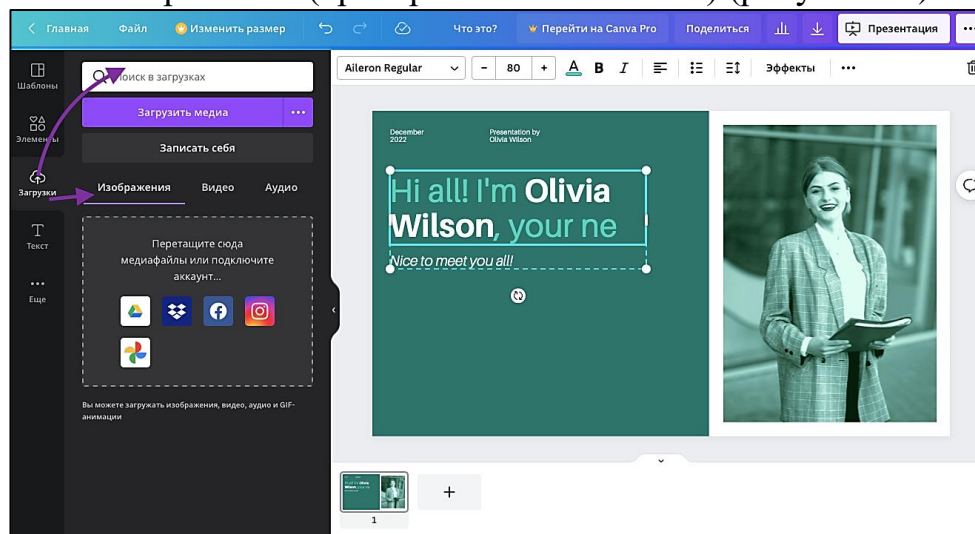 Главная Файл Изменить размер Что это? Перейти на Canva Pro Поделиться Презентация
Шаблоны
Элементы
Загрузки
Текст
Еще
Поиск в загрузках
Загрузить медиа
Записать себя
Изображения Видео Аудио
Перетащите сюда
медиафайлы или подключите
аккаунт...
Вы можете загружать изображения, видео, аудио и GIF-
анимации
Aileron Regular - 80 + A B I Эффекты
December
2022
Presentation by
Olivia Wilson
Hi all! I'm Olivia
Wilson, your ne
Nice to meet you all!
1